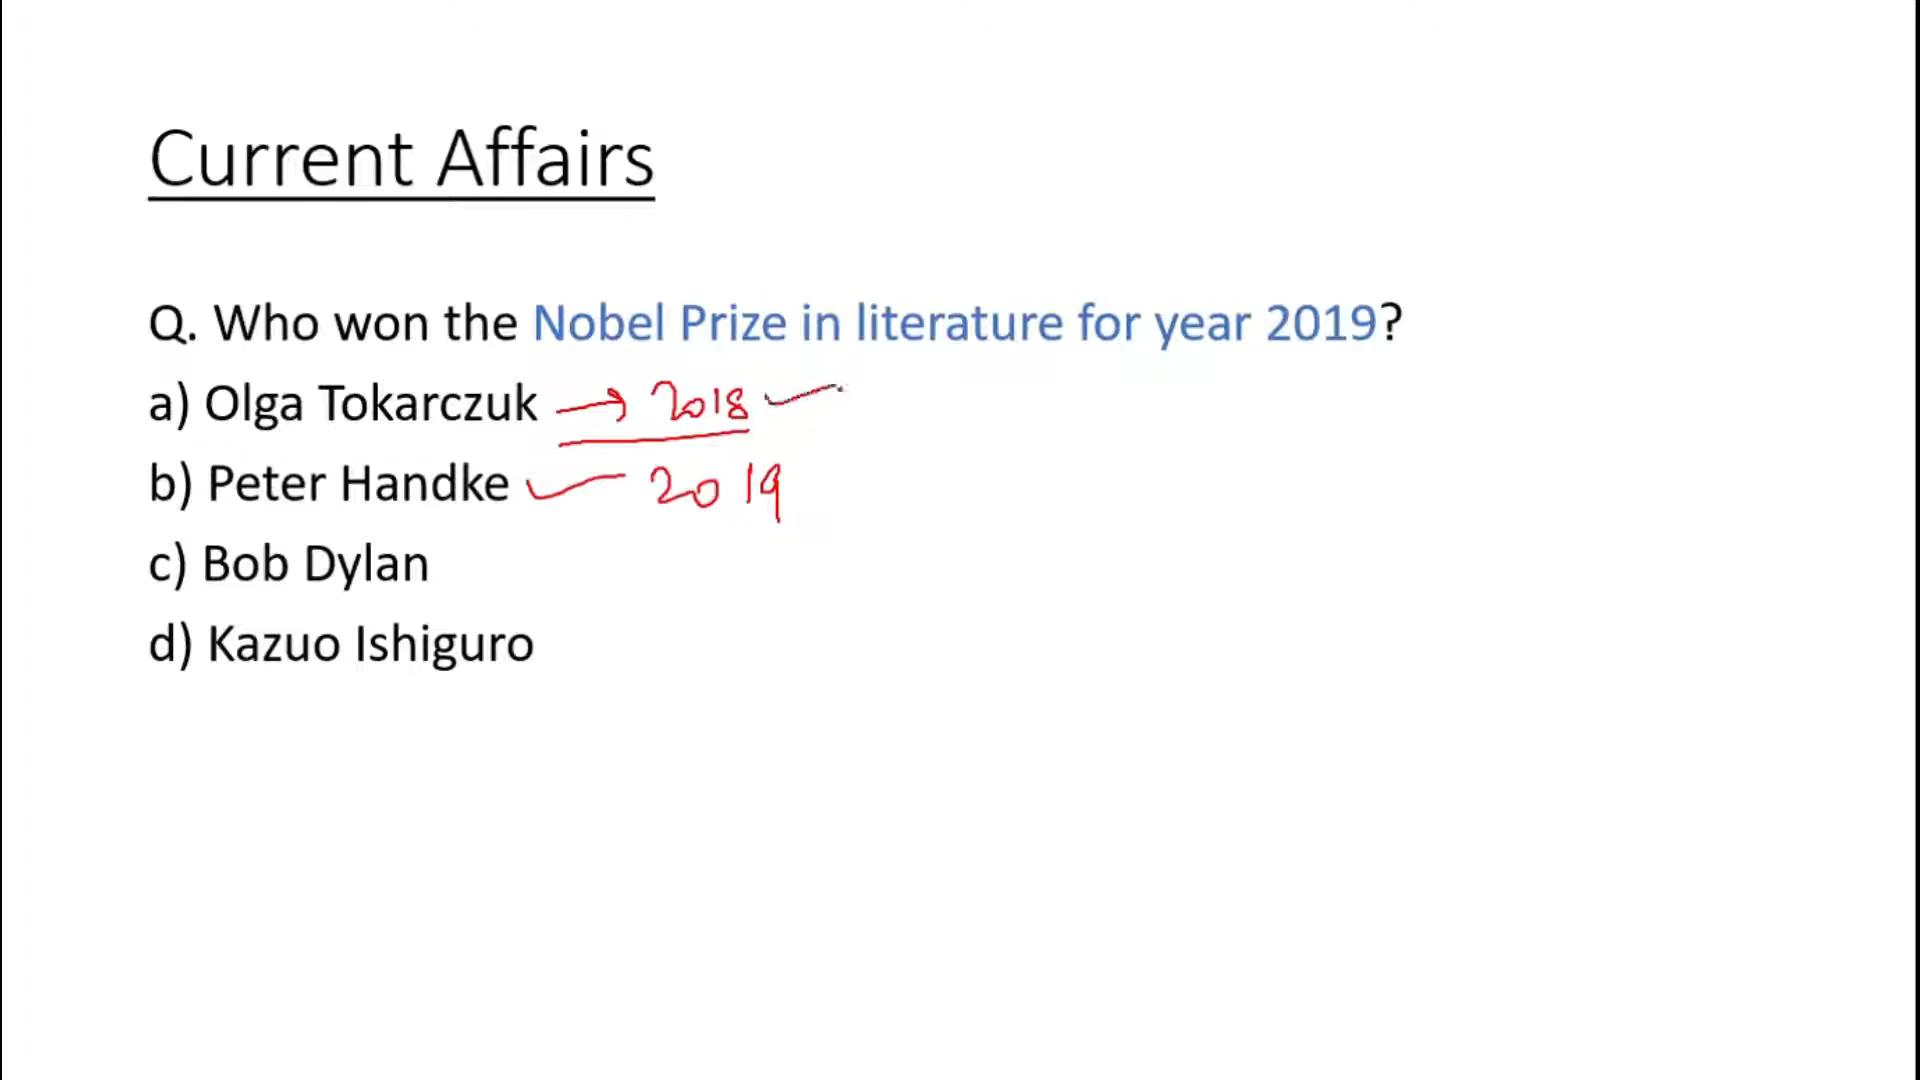 Current Affairs
Q. Who won the Nobel Prize in literature for year 2019?
a) Olga Tokarczuk → 2018 ✓
b) Peter Handke ✓ 2019
c) Bob Dylan
d) Kazuo Ishiguro